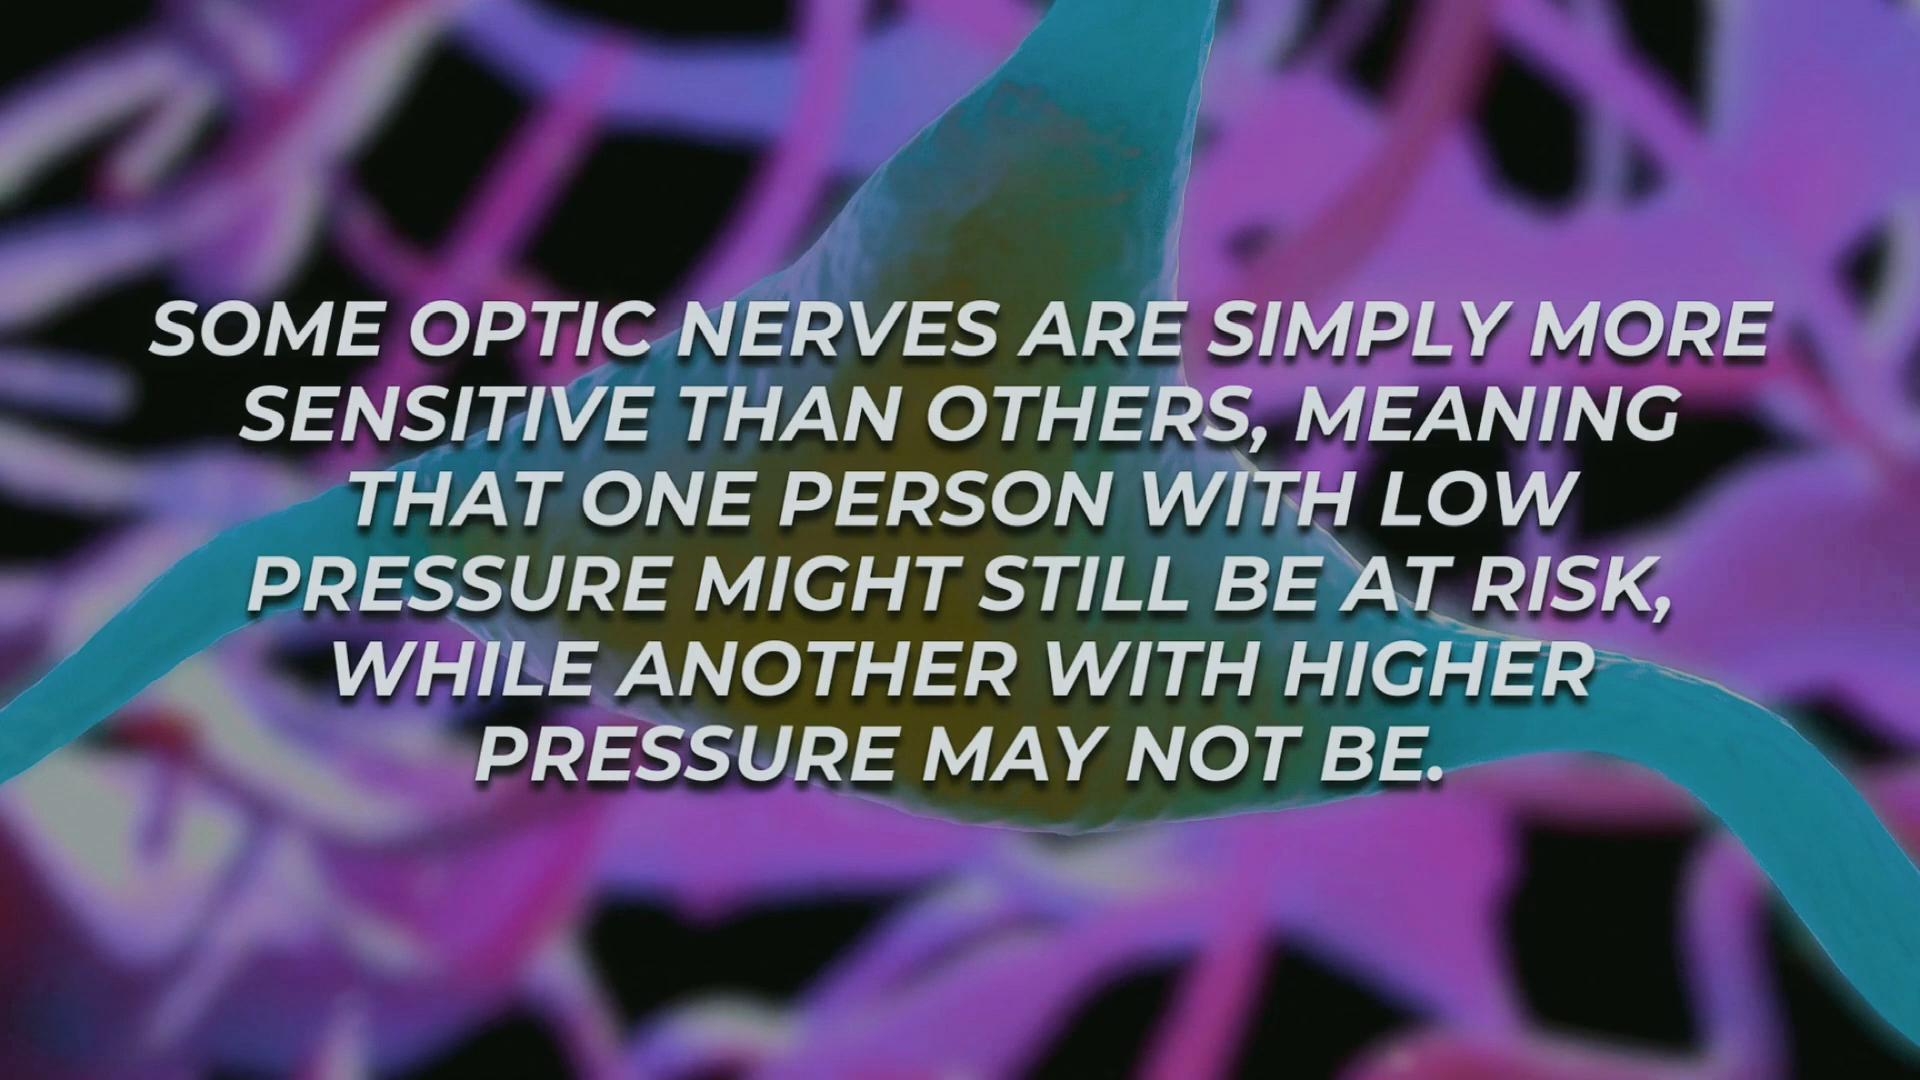 SOME OPTIC NERVES ARE SIMPLY MORE
SENSITIVE THAN OTHERS, MEANING
THAT ONE PERSON WITH LOW
PRESSURE MIGHT STILL BE AT RISK,
WHILE ANOTHER WITH HIGHER
PRESSURE MAY NOT BE.